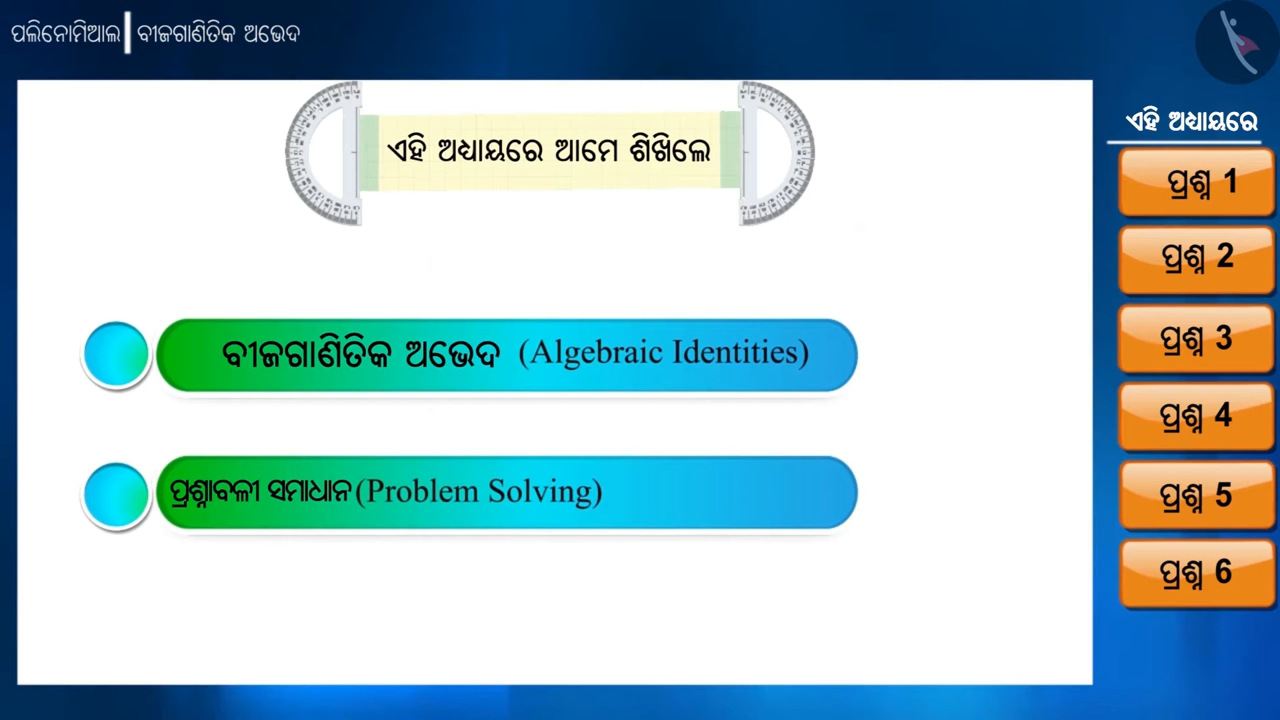 ପଲିନୋମିଆଲ | ବୀଜଗାଣିତିକ ଅଭେଦ
ଏହି ଅଧ୍ୟାୟରେ ଆମେ ଶିଖିଲେ
ବୀଜଗାଣିତିକ ଅଭେଦ (Algebraic Identities)
ପ୍ରଶ୍ନାବଳୀ ସମାଧାନ (Problem Solving)
ଏହି ଅଧ୍ୟାୟରେ
ପ୍ରଶ୍ନ 1
ପ୍ରଶ୍ନ 2
ପ୍ରଶ୍ନ 3
ପ୍ରଶ୍ନ 4
ପ୍ରଶ୍ନ 5
ପ୍ରଶ୍ନ 6